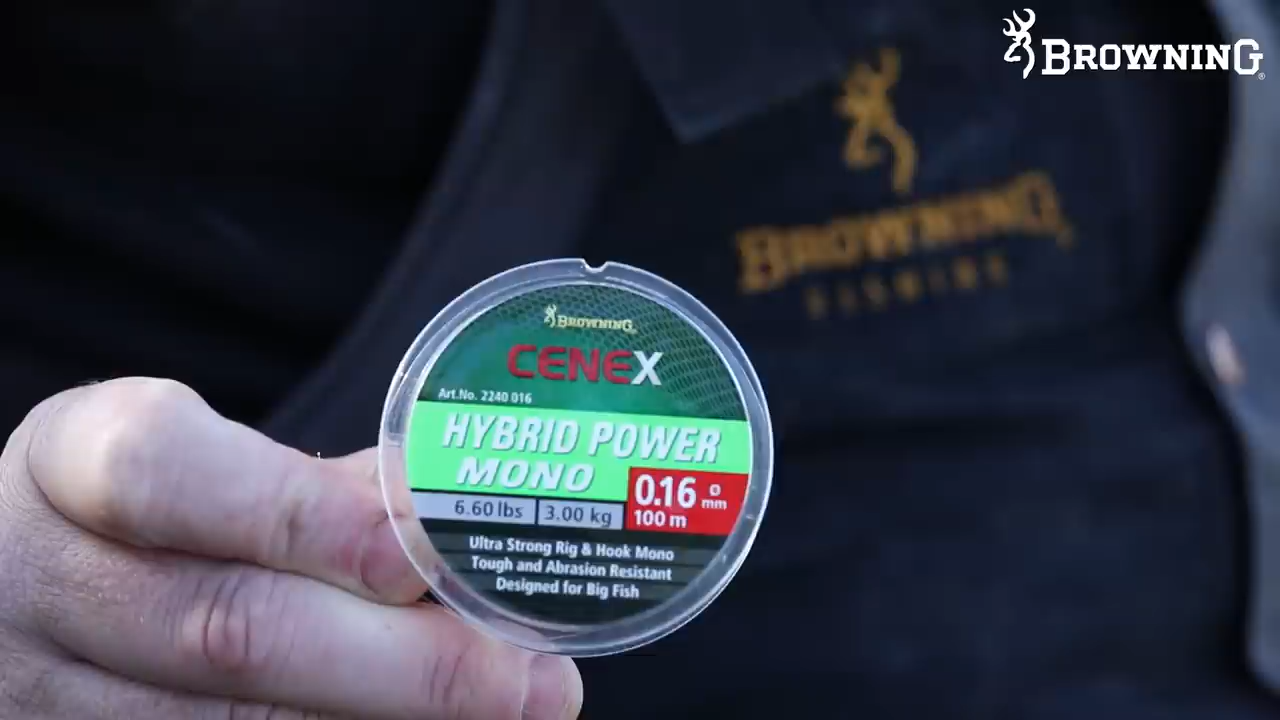 BROWNING
BROWNING
FISHING
BROWNING
CENEX
Art.No. 2240 016
HYBRID POWER
MONO
0.16 Ø mm
6.60 lbs 3.00 kg
100 m
Ultra Strong Rig & Hook Mono
Tough and Abrasion Resistant
Designed for Big Fish